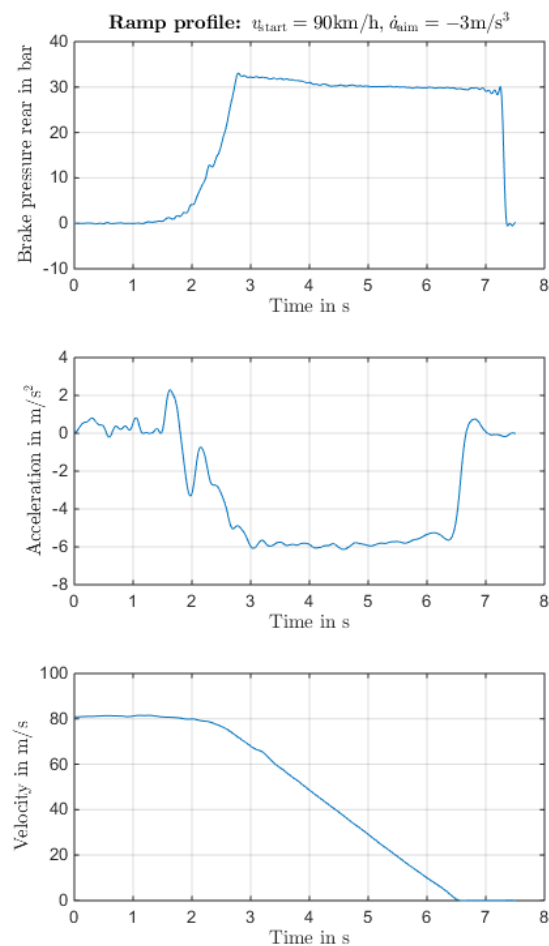 Ramp profile: v_start = 90km/h, ȧ_aim = −3m/s³
Brake pressure rear in bar
40
30
20
10
0
-10
0 1 2 3 4 5 6 7 8
Time in s
Acceleration in m/s²
4
2
0
-2
-4
-6
-8
0 1 2 3 4 5 6 7 8
Time in s
Velocity in m/s
100
80
60
40
20
0
0 1 2 3 4 5 6 7 8
Time in s